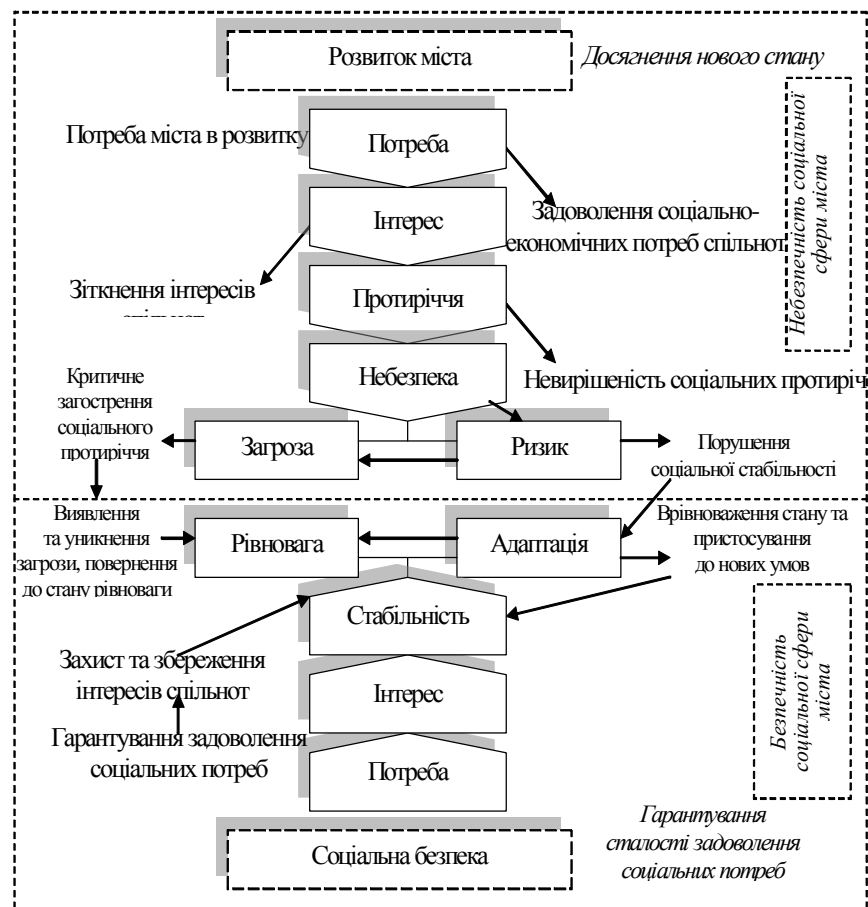 Розвиток міста
Досягнення нового стану
Потреба міста в розвитку
Потреба
Небезпечність соціальної
сфери міста
Інтерес
Задоволення соціально-
економічних потреб спільнот
Зіткнення інтересів
Протиріччя
Небезпека
Невирішеність соціальних протиріч
Критичне
загострення
соціального
протиріччя
Загроза
Ризик
Порушення
соціальної стабільності
Виявлення
та уникнення
загрози, повернення
до стану рівноваги
Рівновага
Адаптація
Врівноваження стану та
пристосування
до нових умов
Стабільність
Захист та збереження
інтересів спільнот
Інтерес
Безпечність
соціальної сфери
міста
Гарантування задоволення
соціальних потреб
Потреба
Соціальна безпека
Гарантування
сталості задоволення
соціальних потреб